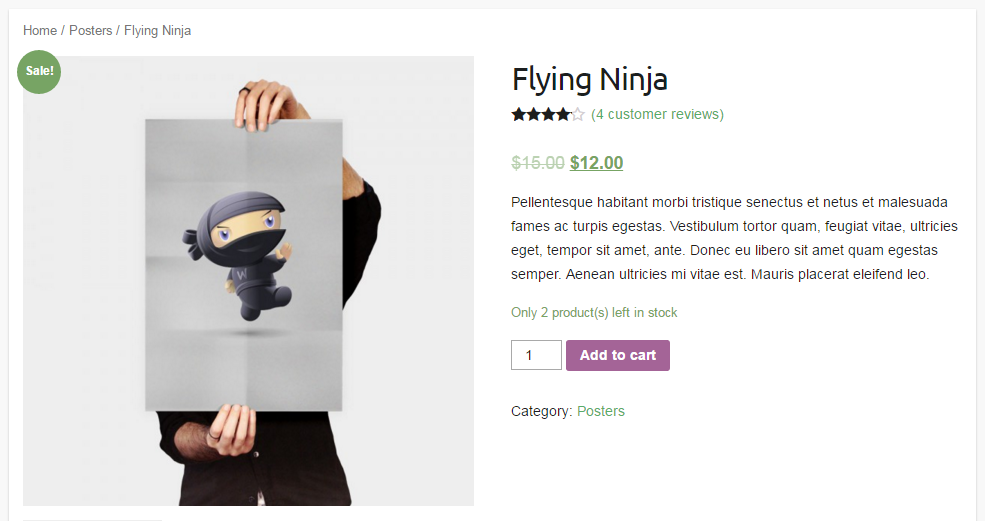 Home / Posters / Flying Ninja
Sale!
W
Flying Ninja
(4 customer reviews)
$15.00 $12.00
Pellentesque habitant morbi tristique senectus et netus et malesuada
fames ac turpis egestas. Vestibulum tortor quam, feugiat vitae, ultricies
eget, tempor sit amet, ante. Donec eu libero sit amet quam egestas
semper. Aenean ultricies mi vitae est. Mauris placerat eleifend leo.
Only 2 product(s) left in stock
1 Add to cart
Category: Posters